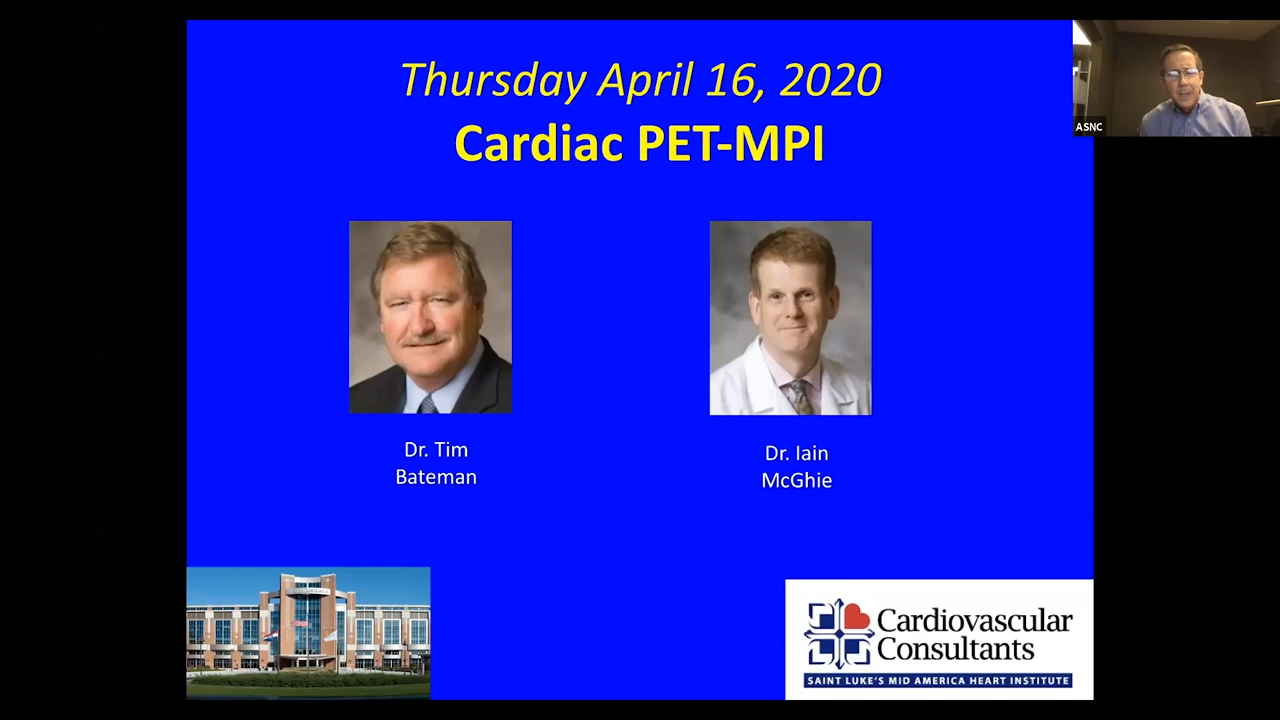 Thursday April 16, 2020
Cardiac PET-MPI
ASNC
Dr. Tim
Bateman
Dr. Iain
McGhie
Cardiovascular
Consultants
SAINT LUKE'S MID AMERICA HEART INSTITUTE